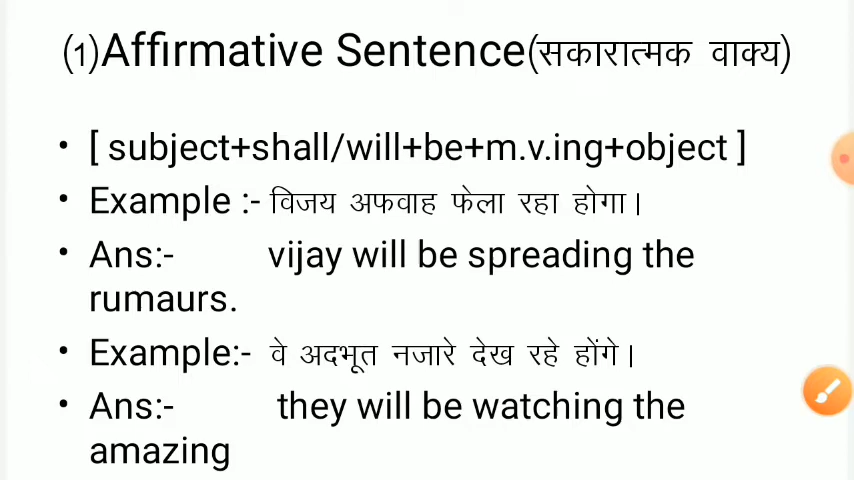 (1)Affirmative Sentence(सकारात्मक वाक्य)
• [ subject+shall/will+be+m.v.ing+object ]
• Example :- विजय अफवाह फेला रहा होगा।
• Ans:- vijay will be spreading the
rumaurs.
• Example:- वे अदभूत नजारे देख रहे होंगे।
• Ans:- they will be watching the
amazing